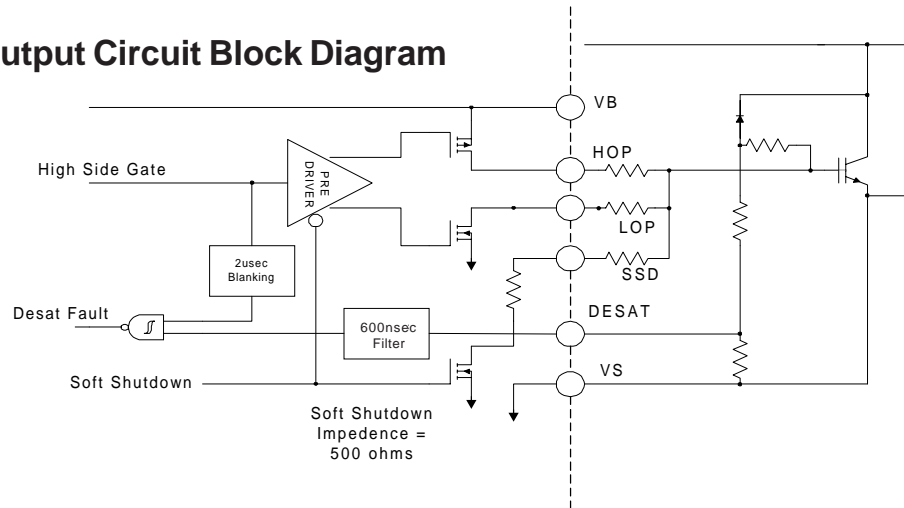 utput Circuit Block Diagram
VB
High Side Gate
PRE
DRIVER
HOP
LOP
2usec
Blanking
SSD
Desat Fault
600nsec
Filter
DESAT
Soft Shutdown
VS
Soft Shutdown
Impedence =
500 ohms